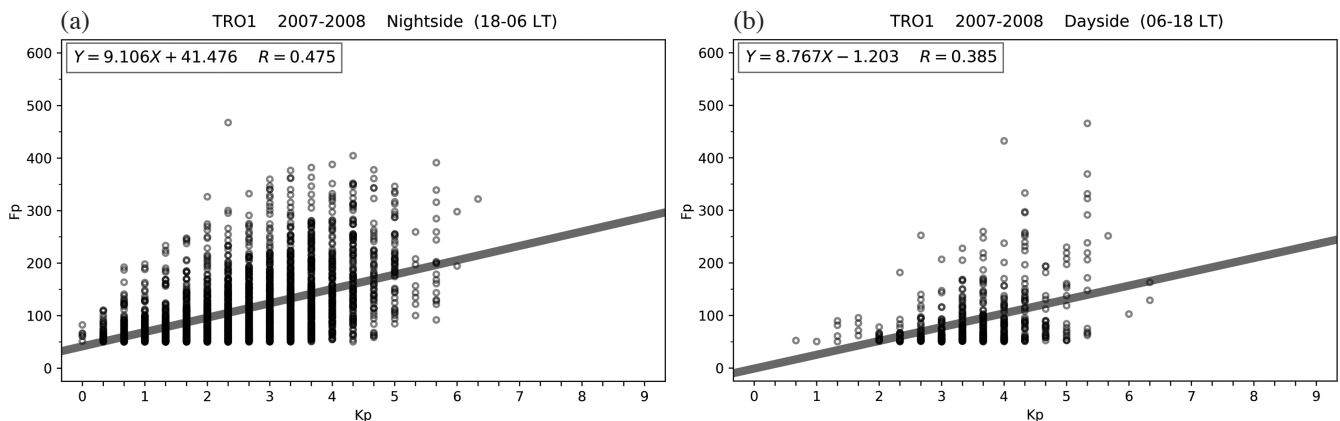 (a) TRO1 2007-2008 Nightside (18-06 LT)
Y = 9.106X + 41.476 R = 0.475
600
500
400
300
200
100
0
Fp
0 1 2 3 4 5 6 7 8 9
Kp
(b) TRO1 2007-2008 Dayside (06-18 LT)
Y = 8.767X − 1.203 R = 0.385
600
500
400
300
200
100
0
Fp
0 1 2 3 4 5 6 7 8 9
Kp